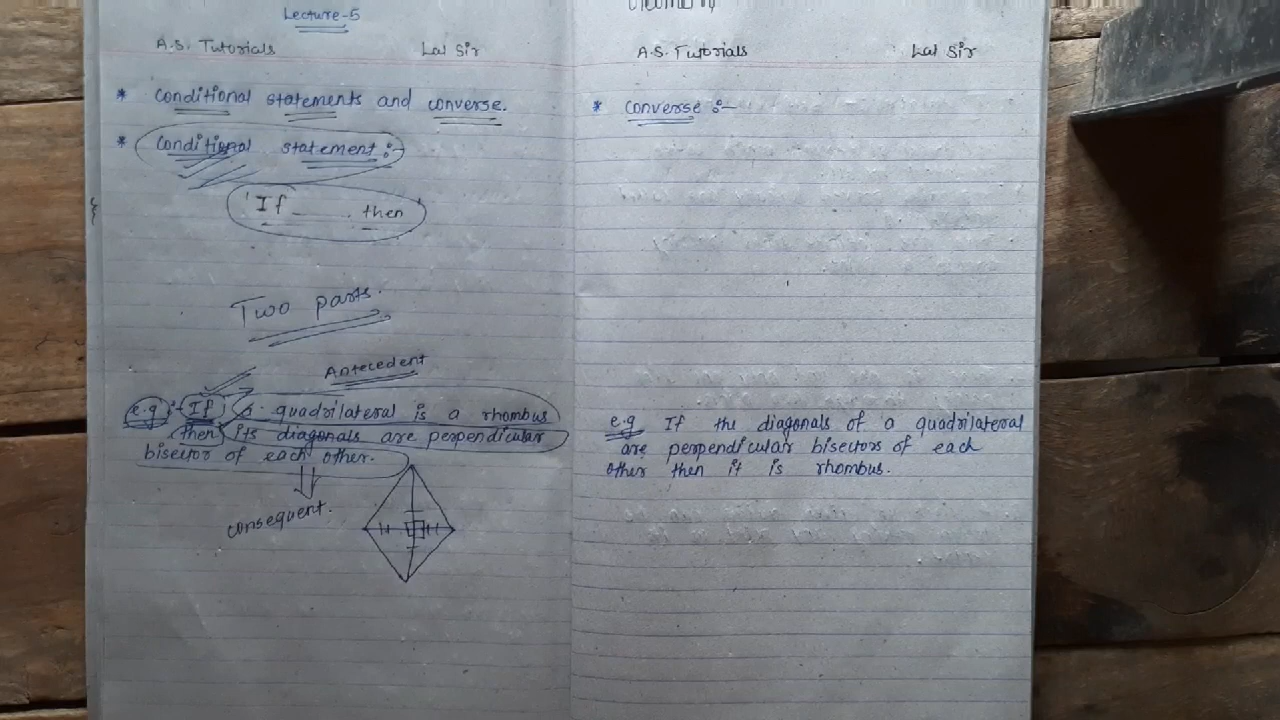 Lecture-5
A.S. Tutorials Lal Sir
* Conditional statements and converse.
* Conditional statement :-
'If ...... then'
Two parts.
Antecedent
e.g :- If a quadrilateral is a rhombus
then its diagonals are perpendicular
bisector of each other.
consequent.
A.S. Tutorials Lal Sir
* Converse :-
e.g If the diagonals of a quadrilateral
are perpendicular bisectors of each
other then it is rhombus.